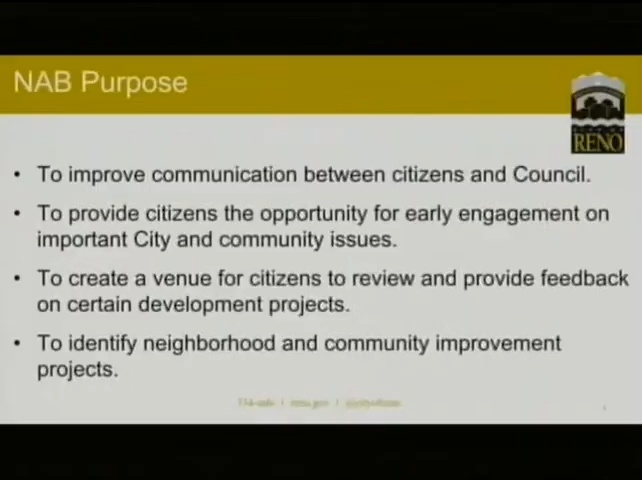 NAB Purpose
CITY OF
RENO
• To improve communication between citizens and Council.
• To provide citizens the opportunity for early engagement on
important City and community issues.
• To create a venue for citizens to review and provide feedback
on certain development projects.
• To identify neighborhood and community improvement
projects.